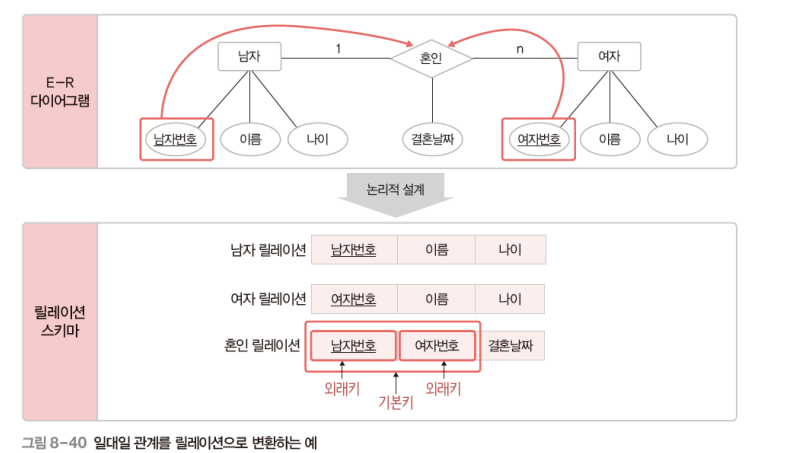 E-R
다이어그램
남자
1
혼인
n
여자
남자번호
이름
나이
결혼날짜
여자번호
이름
나이
논리적 설계
릴레이션
스키마
남자 릴레이션 남자번호 이름 나이
여자 릴레이션 여자번호 이름 나이
혼인 릴레이션 남자번호 여자번호 결혼날짜
외래키 외래키
기본키
그림 8-40 일대일 관계를 릴레이션으로 변환하는 예